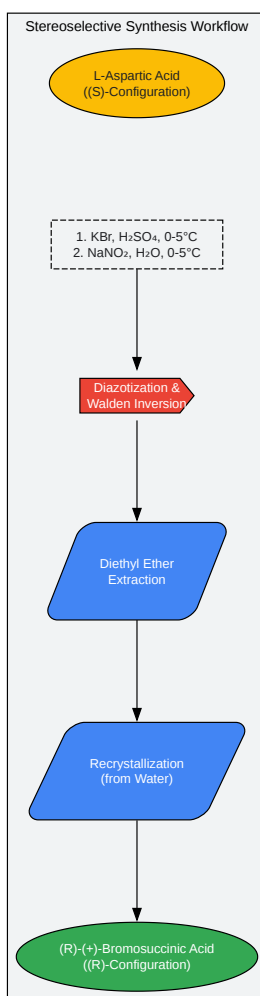 Stereoselective Synthesis Workflow
L-Aspartic Acid
((S)-Configuration)
1. KBr, H₂SO₄, 0-5°C
2. NaNO₂, H₂O, 0-5°C
Diazotization &
Walden Inversion
Diethyl Ether
Extraction
Recrystallization
(from Water)
(R)-(+)-Bromosuccinic Acid
((R)-Configuration)